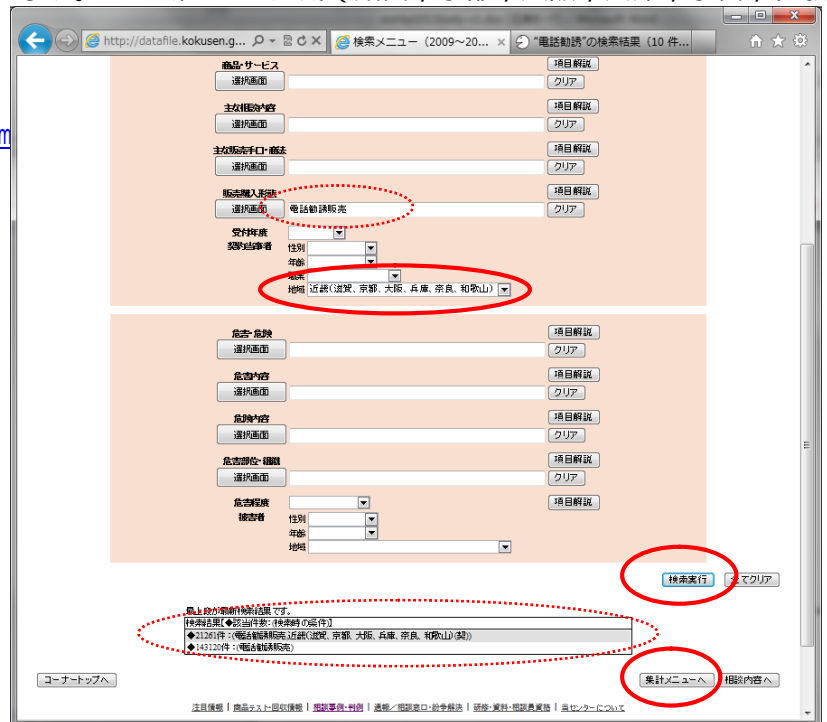 http://datafile.kokusen.g...
検索メニュー (2009～20...
"電話勧誘"の検索結果 (10 件...
商品・サービス
項目解説
選択画面
クリア
主な相談内容
項目解説
選択画面
クリア
主な販売手口・商法
項目解説
選択画面
クリア
販売購入形態
項目解説
選択画面 電話勧誘販売
クリア
受付年度
契約当事者 性別
年齢
職業
地域 近畿(滋賀、京都、大阪、兵庫、奈良、和歌山)
危害・危険
項目解説
選択画面
クリア
危害内容
項目解説
選択画面
クリア
危険内容
項目解説
選択画面
クリア
危害部位・組織
項目解説
選択画面
クリア
危害程度
項目解説
被害者 性別
年齢
地域
検索実行 全てクリア
最上段が最新検索結果です。
検索結果【◆該当件数:(検索時の条件)】
◆21261件:(電話勧誘販売,近畿(滋賀、京都、大阪、兵庫、奈良、和歌山)(契))
◆143120件:(電話勧誘販売)
コーナートップへ
集計メニューへ 相談内容へ
注目情報 | 商品テスト・回収情報 | 相談事例・判例 | 通報/相談窓口・紛争解決 | 研修・資料・相談員資格 | 当センターについて
m